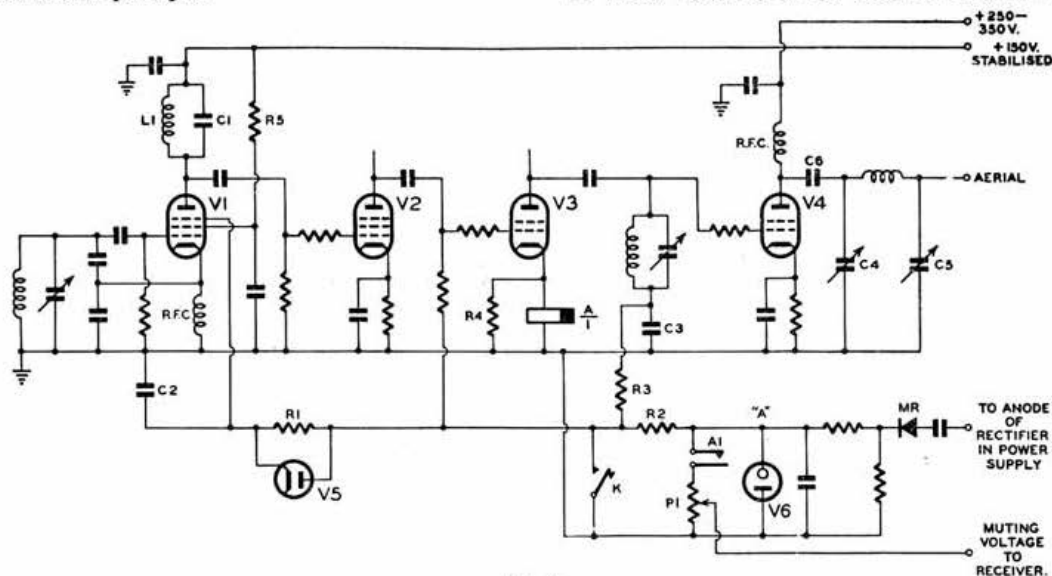 +250—
350V.
+150V.
STABILISED
L1
C1
R5
R.F.C.
C6
AERIAL
V1
V2
V3
V4
C4
C5
R.F.C.
R4
A
1
C3
C2
R3
R1
R2
"A"
MR
TO ANODE
OF
RECTIFIER
IN POWER
SUPPLY
A1
K
V5
P1
V6
MUTING
VOLTAGE
TO
RECEIVER.